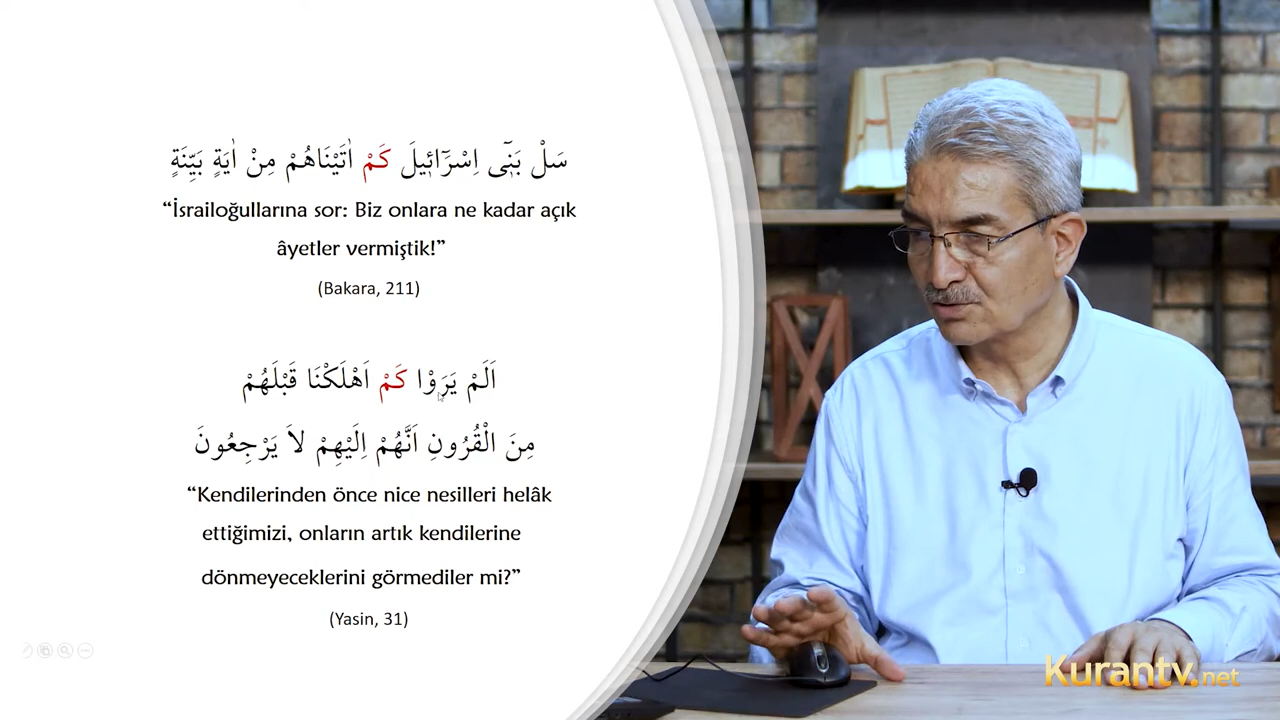 سَلْ بَنٓى اِسْرَٓائٖيلَ كَمْ اٰتَيْنَاهُمْ مِنْ اٰيَةٍ بَيِّنَةٍ
“İsrailoğullarına sor: Biz onlara ne kadar açık
âyetler vermiştik!”
(Bakara, 211)
اَلَمْ يَرَوْا كَمْ اَهْلَكْنَا قَبْلَهُمْ
مِنَ الْقُرُونِ اَنَّهُمْ اِلَيْهِمْ لاَ يَرْجِعُونَ
“Kendilerinden önce nice nesilleri helâk
ettiğimizi, onların artık kendilerine
dönmeyeceklerini görmediler mi?”
(Yasin, 31)
Kurantv.net